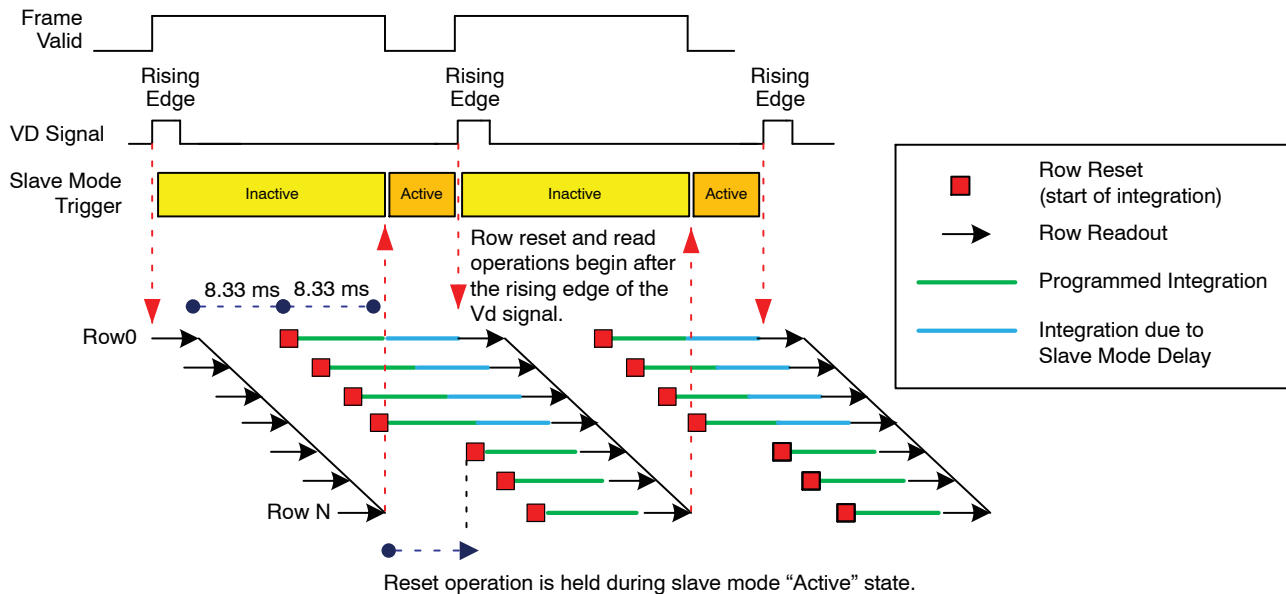 Frame
Valid
Rising
Edge
Rising
Edge
Rising
Edge
VD Signal
Slave Mode
Trigger
Inactive
Active
Inactive
Active
Row reset and read
operations begin after
the rising edge of the
Vd signal.
8.33 ms
8.33 ms
Row0
Row N
Reset operation is held during slave mode “Active” state.
Row Reset
(start of integration)
Row Readout
Programmed Integration
Integration due to
Slave Mode Delay